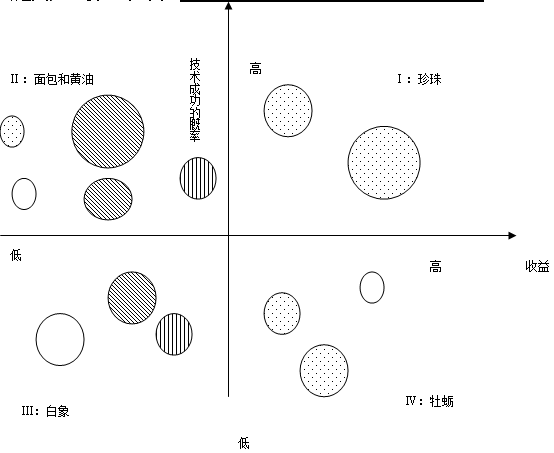 高
II：面包和黄油
I：珍珠
技术成功的概率
低
高
收益
III：白象
IV：牡蛎
低